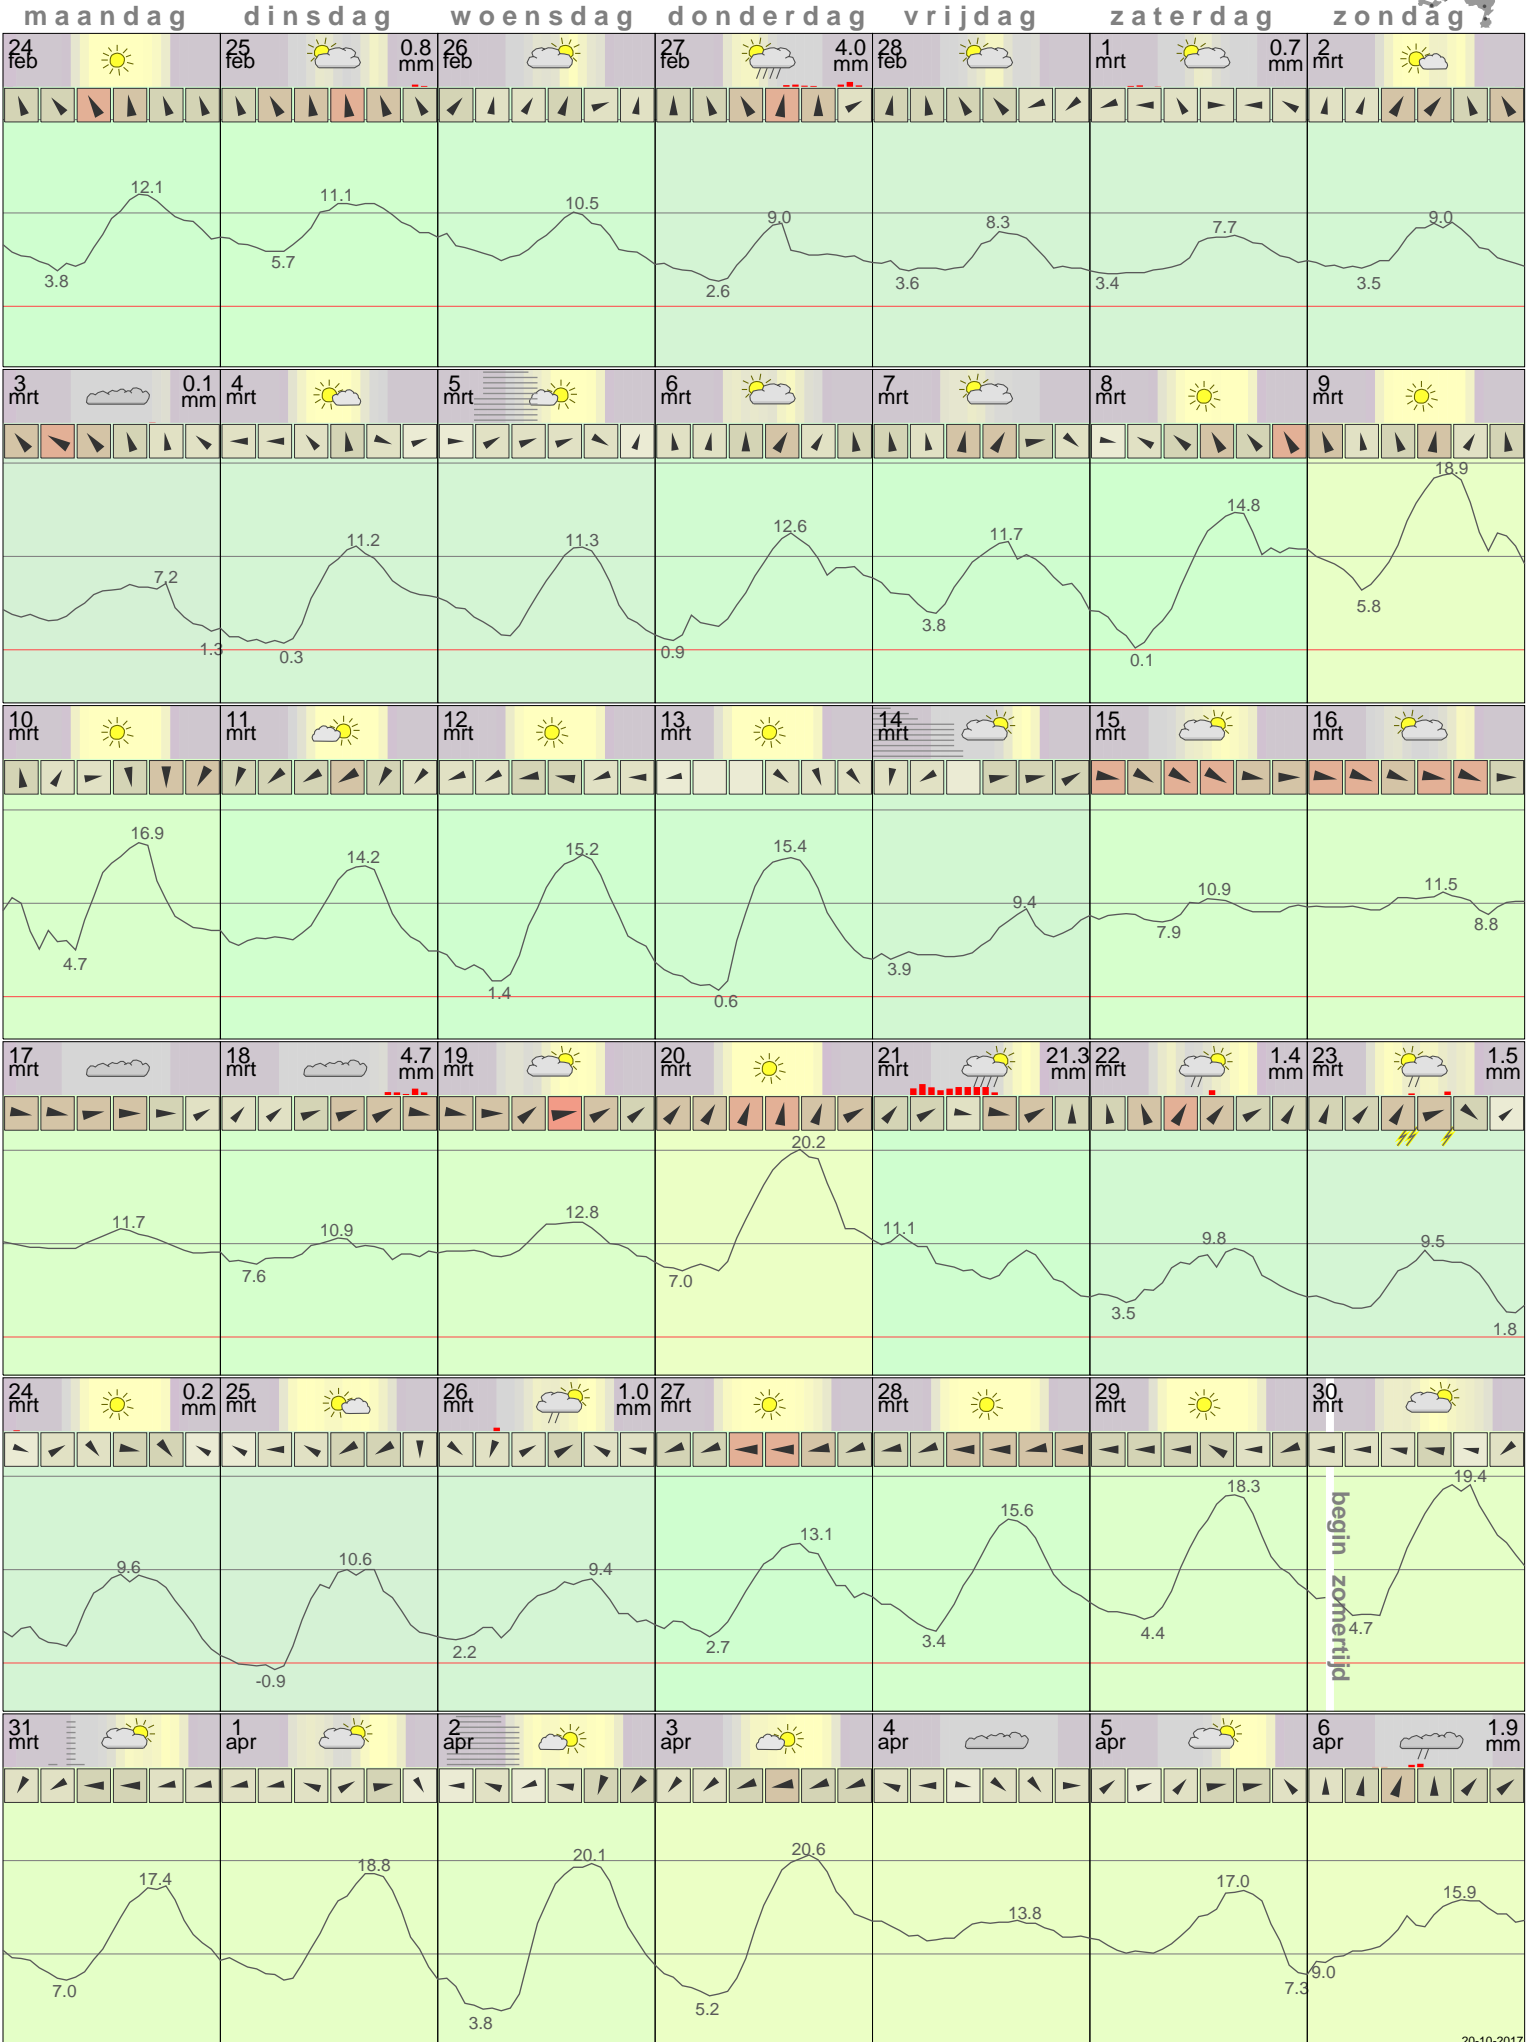 maandag dinsdag woensdag donderdag vrijdag zaterdag zondag
24 feb 25 feb 0.8 mm 26 feb 27 feb 4.0 mm 28 feb 1 mrt 0.7 mm 2 mrt
12.1 11.1 10.5 9.0 8.3 7.7 9.0
3.8 5.7 2.6 3.6 3.4 3.5
3 mrt 0.1 mm 4 mrt 5 mrt 6 mrt 7 mrt 8 mrt 9 mrt
7.2 11.2 11.3 12.6 11.7 14.8 18.9
1.3 0.3 0.9 3.8 0.1 5.8
10 mrt 11 mrt 12 mrt 13 mrt 14 mrt 15 mrt 16 mrt
16.9 14.2 15.2 15.4 9.4 10.9 11.5
4.7 1.4 0.6 3.9 7.9 8.8
17 mrt 18 mrt 4.7 mm 19 mrt 20 mrt 21 mrt 21.3 mm 22 mrt 1.4 mm 23 mrt 1.5 mm
11.7 10.9 12.8 20.2 11.1 9.8 9.5
7.6 7.0 3.5 1.8
24 mrt 0.2 mm 25 mrt 26 mrt 1.0 mm 27 mrt 28 mrt 29 mrt 30 mrt
9.6 10.6 9.4 13.1 15.6 18.3 19.4
-0.9 2.2 2.7 3.4 4.4 4.7
begin zomertijd
31 mrt 1 apr 2 apr 3 apr 4 apr 5 apr 6 apr 1.9 mm
17.4 18.8 20.1 20.6 13.8 17.0 15.9
7.0 3.8 5.2 7.3 9.0
20-10-2017